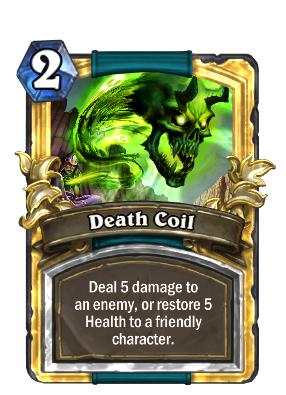 2
Death Coil
Deal 5 damage to
an enemy, or restore 5
Health to a friendly
character.